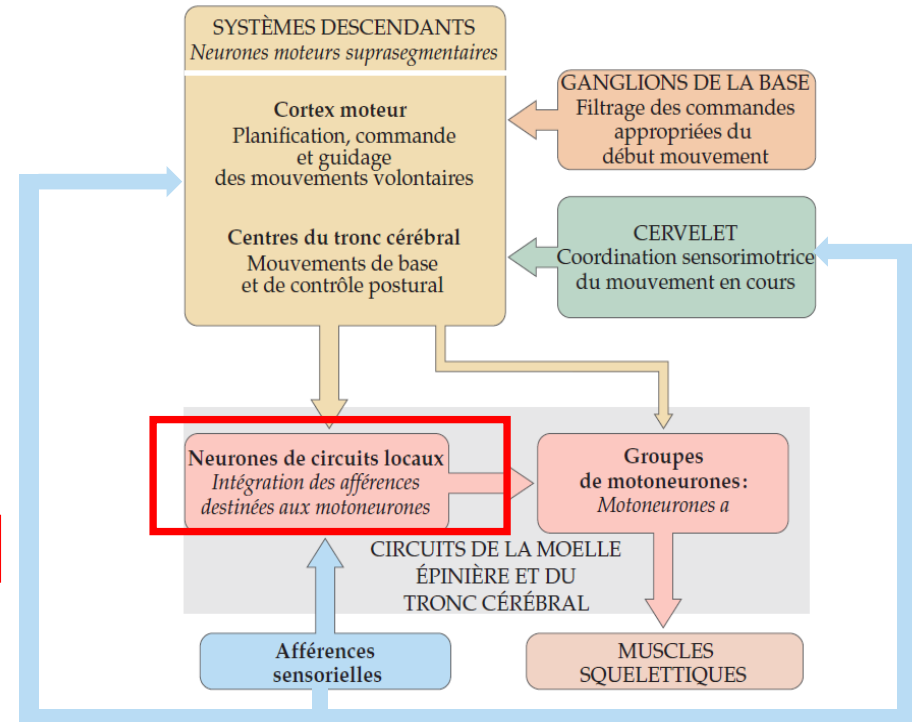 SYSTÈMES DESCENDANTS
Neurones moteurs suprasegmentaires
Cortex moteur
Planification, commande
et guidage
des mouvements volontaires
Centres du tronc cérébral
Mouvements de base
et de contrôle postural
GANGLIONS DE LA BASE
Filtrage des commandes
appropriées du
début mouvement
CERVELET
Coordination sensorimotrice
du mouvement en cours
Neurones de circuits locaux
Intégration des afférences
destinées aux motoneurones
Groupes
de motoneurones:
Motoneurones a
CIRCUITS DE LA MOELLE
ÉPINIÈRE ET DU
TRONC CÉRÉBRAL
Afférences
sensorielles
MUSCLES
SQUELETTIQUES